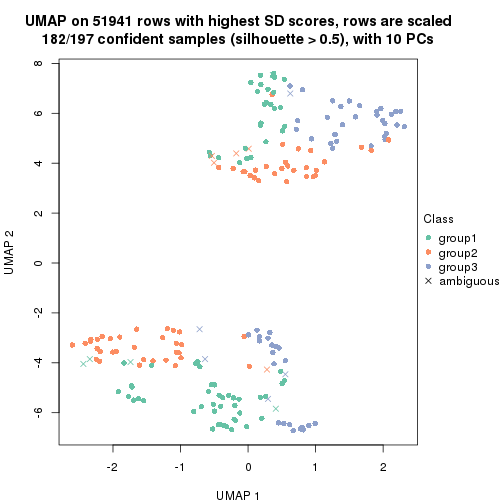 UMAP on 51941 rows with highest SD scores, rows are scaled
182/197 confident samples (silhouette > 0.5), with 10 PCs
8
6
4
2
0
-2
-4
-6
UMAP 2
-2
-1
0
1
2
UMAP 1
Class
group1
group2
group3
ambiguous